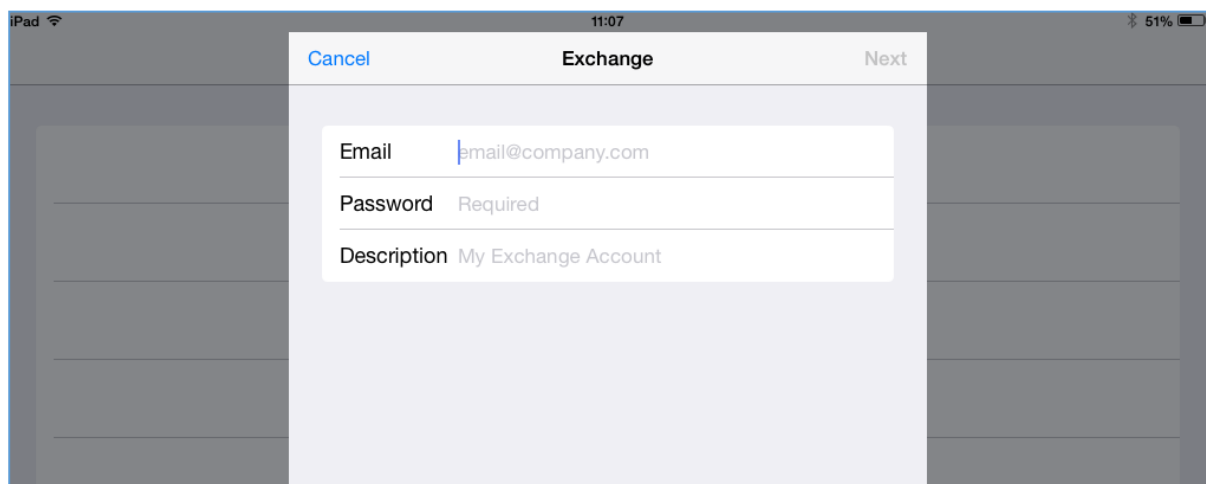 iPad 11:07 51%
Cancel Exchange Next
Email email@company.com
Password Required
Description My Exchange Account